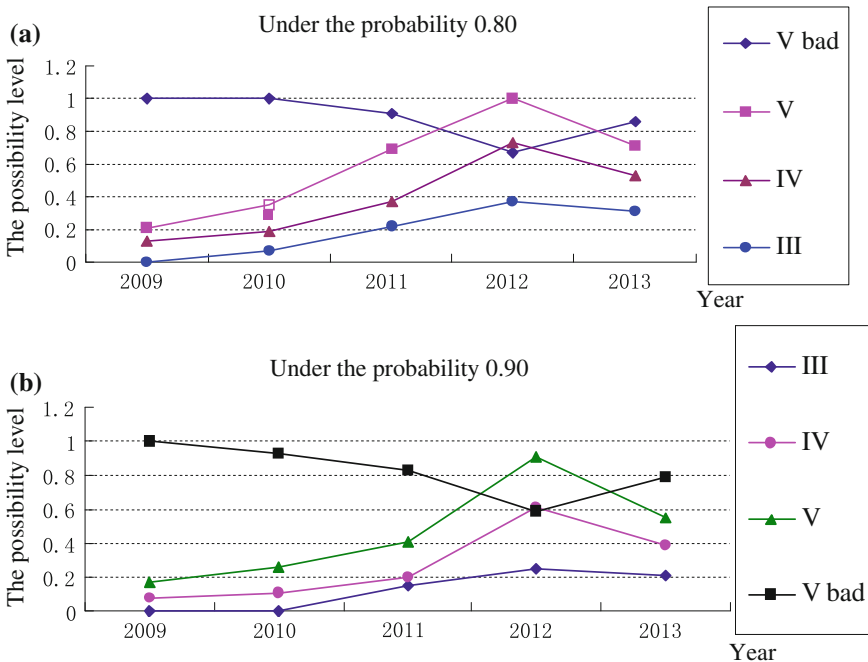 (a)
Under the probability 0.80
The possibility level
1.2
1
0.8
0.6
0.4
0.2
0
2009 2010 2011 2012 2013
Year
V bad
V
IV
III
(b)
Under the probability 0.90
The possibility level
1.2
1
0.8
0.6
0.4
0.2
0
2009 2010 2011 2012 2013
Year
III
IV
V
V bad